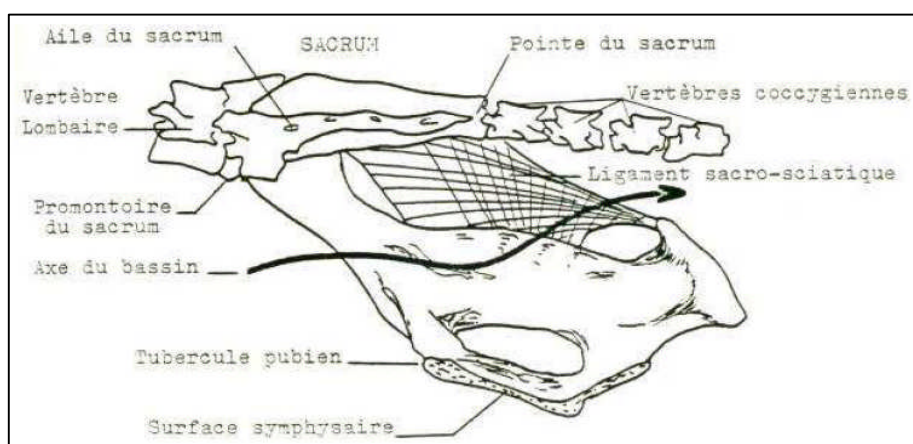 Aile du sacrum
SACRUM
Pointe du sacrum
Vertèbre
Lombaire
Vertèbres coccygiennes
Ligament sacro-sciatique
Promontoire
du sacrum
Axe du bassin
Tubercule pubien
Surface symphysaire